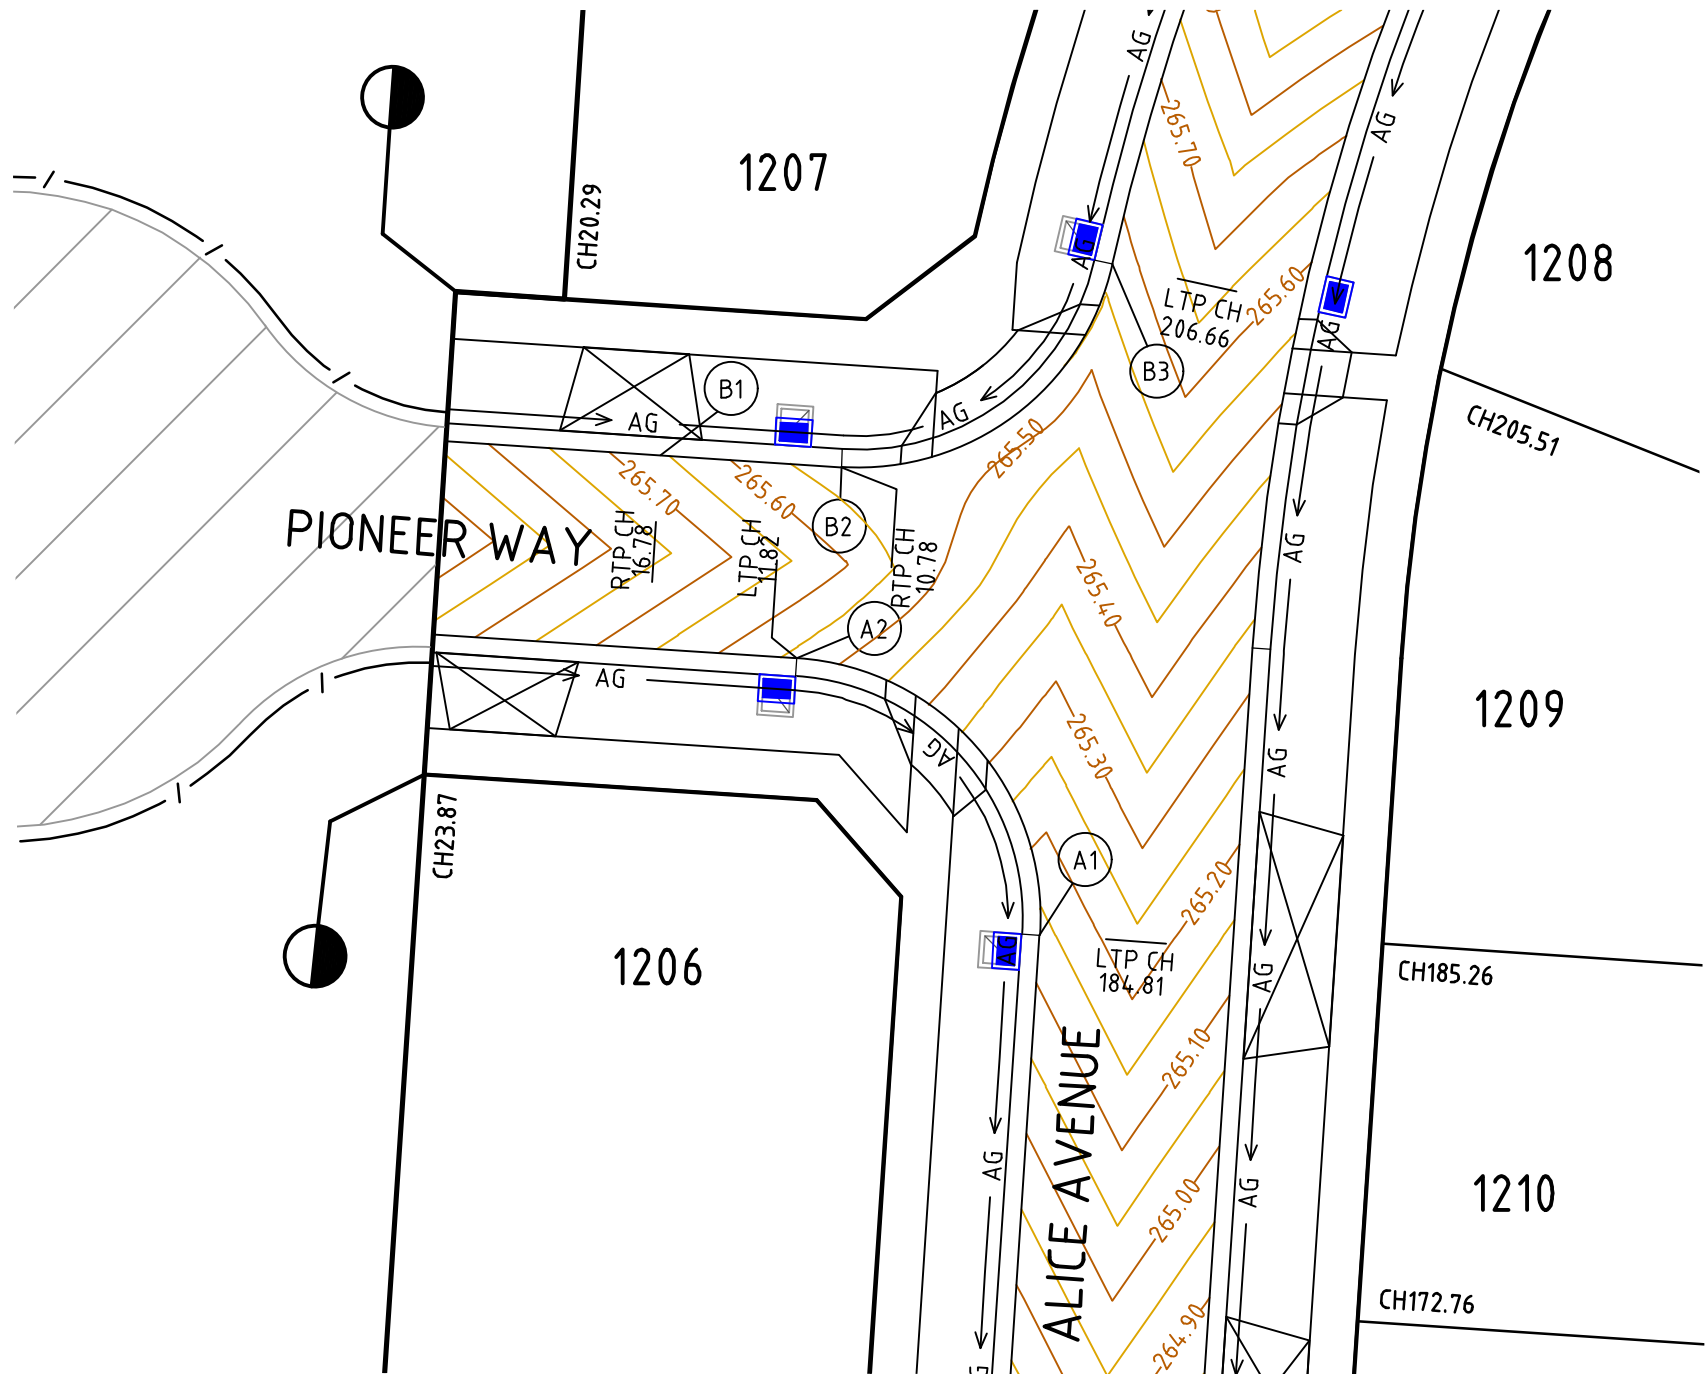 AG
AG
265.70
1207
CH20.29
1208
AG
LTP CH
206.66
265.60
AG
B3
B1
AG
AG
CH205.51
265.50
265.70
265.60
B2
PIONEER WAY
RTP CH
16.78
LTP CH
11.82
RTP CH
10.78
AG
265.40
A2
AG
1209
AG
265.30
AG
CH23.87
A1
265.20
1206
AG
LTP CH
184.81
AG
CH185.26
265.10
ALICE AVENUE
AG
265.00
AG
1210
CH172.76
264.90
AG